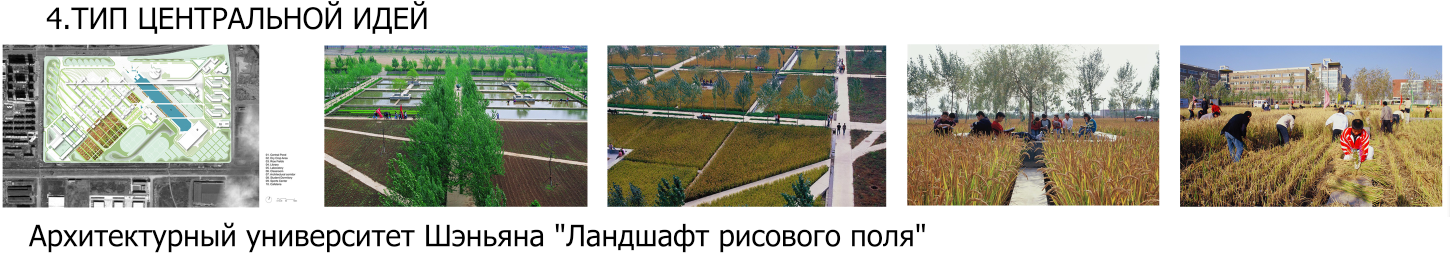 4.ТИП ЦЕНТРАЛЬНОЙ ИДЕЙ
Архитектурный университет Шэньяна "Ландшафт рисового поля"